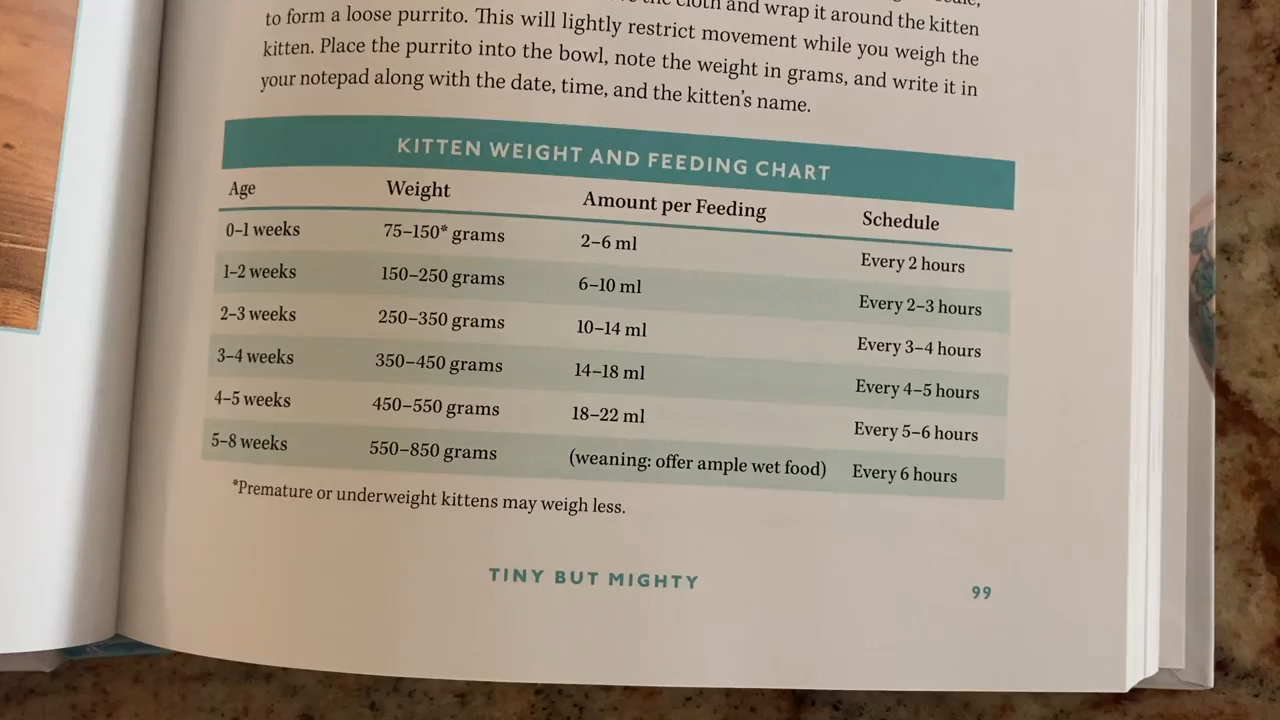 cloth and wrap it around the kitten
to form a loose purrito. This will lightly restrict movement while you weigh the
kitten. Place the purrito into the bowl, note the weight in grams, and write it in
your notepad along with the date, time, and the kitten's name.
KITTEN WEIGHT AND FEEDING CHART
Age Weight Amount per Feeding Schedule
0–1 weeks 75–150* grams 2–6 ml Every 2 hours
1–2 weeks 150–250 grams 6–10 ml Every 2–3 hours
2–3 weeks 250–350 grams 10–14 ml Every 3–4 hours
3–4 weeks 350–450 grams 14–18 ml Every 4–5 hours
4–5 weeks 450–550 grams 18–22 ml Every 5–6 hours
5–8 weeks 550–850 grams (weaning: offer ample wet food) Every 6 hours
*Premature or underweight kittens may weigh less.
TINY BUT MIGHTY
99